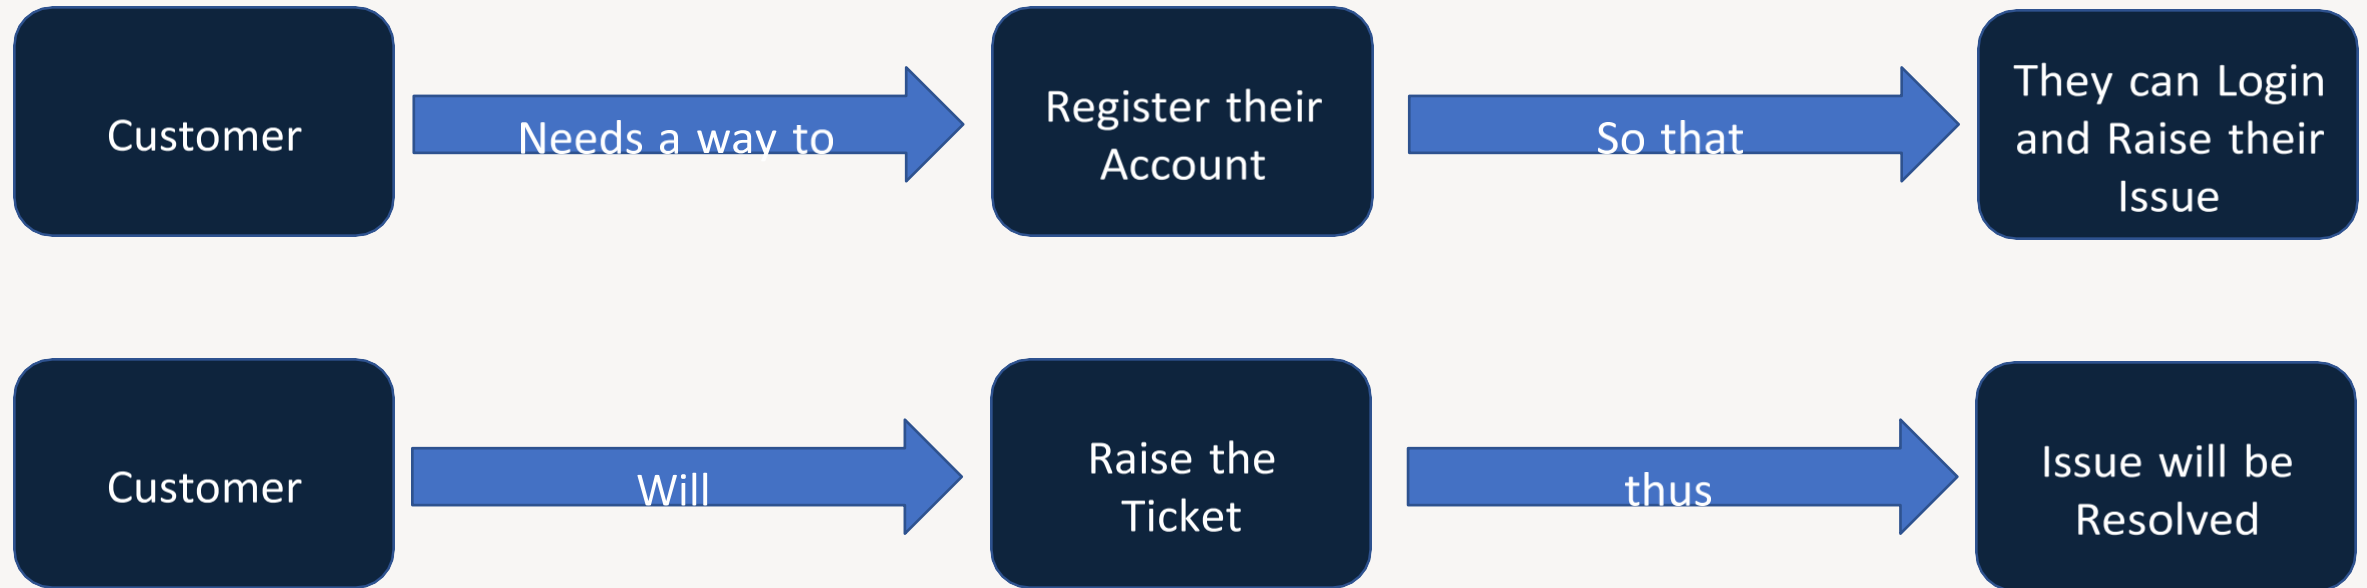 Customer
Needs a way to
Register their
Account
So that
They can Login
and Raise their
Issue
Customer
Will
Raise the
Ticket
thus
Issue will be
Resolved